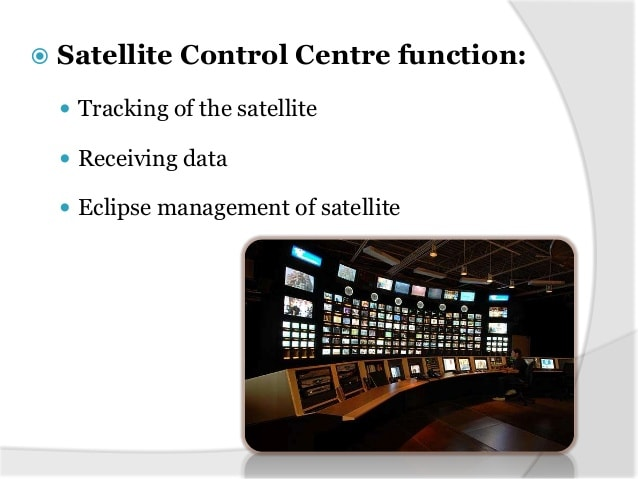 Satellite Control Centre function:
Tracking of the satellite
Receiving data
Eclipse management of satellite